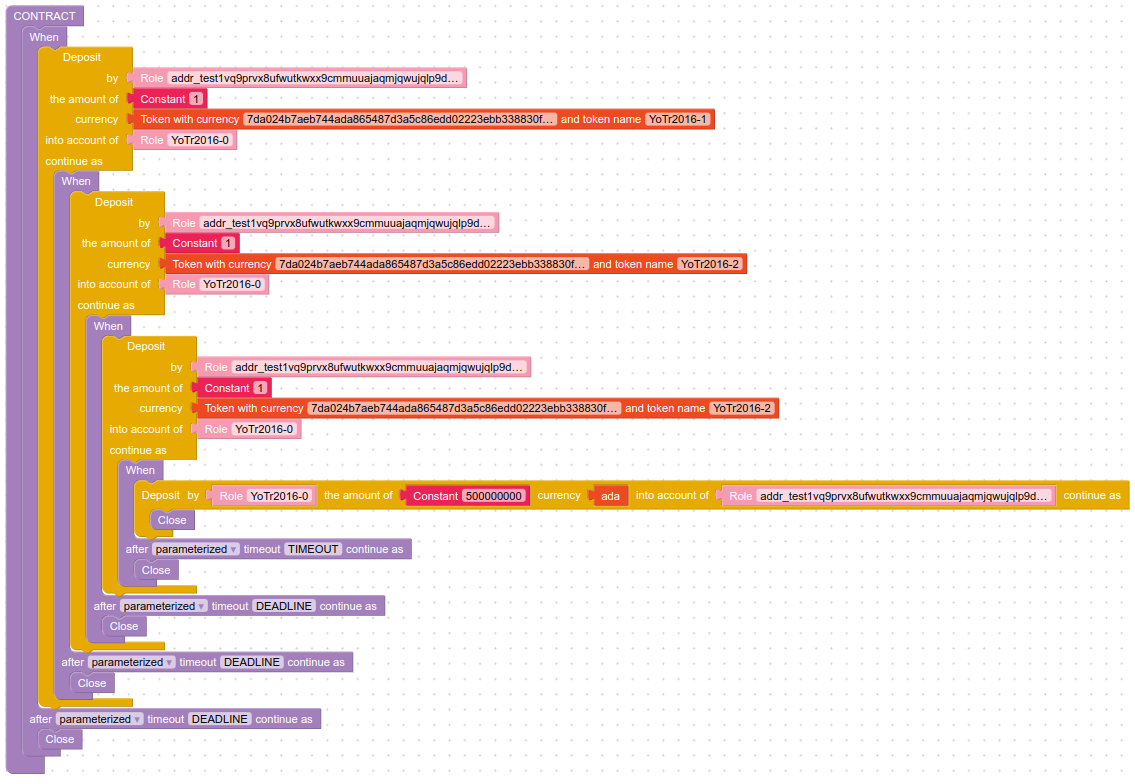 CONTRACT
When
Deposit
by Role addr_test1vq9prvx8ufwutkwxx9cmmuuajaqmjqwujqlp9d...
the amount of Constant 1
currency Token with currency 7da024b7aeb744ada865487d3a5c86edd02223ebb338830f... and token name YoTr2016-1
into account of Role YoTr2016-0
continue as
When
Deposit
by Role addr_test1vq9prvx8ufwutkwxx9cmmuuajaqmjqwujqlp9d...
the amount of Constant 1
currency Token with currency 7da024b7aeb744ada865487d3a5c86edd02223ebb338830f... and token name YoTr2016-2
into account of Role YoTr2016-0
continue as
When
Deposit
by Role addr_test1vq9prvx8ufwutkwxx9cmmuuajaqmjqwujqlp9d...
the amount of Constant 1
currency Token with currency 7da024b7aeb744ada865487d3a5c86edd02223ebb338830f... and token name YoTr2016-2
into account of Role YoTr2016-0
continue as
When
Deposit by Role YoTr2016-0 the amount of Constant 500000000 currency ada into account of Role addr_test1vq9prvx8ufwutkwxx9cmmuuajaqmjqwujqlp9d... continue as
Close
after parameterized timeout TIMEOUT continue as
Close
after parameterized timeout DEADLINE continue as
Close
after parameterized timeout DEADLINE continue as
Close
after parameterized timeout DEADLINE continue as
Close